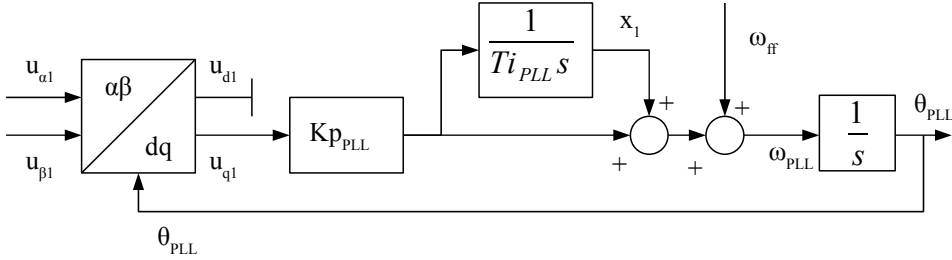 u_α1
u_β1
αβ
dq
u_d1
u_q1
Kp_PLL
1
Ti_PLL s
x_1
+
+
ω_ff
+
+
ω_PLL
1
s
θ_PLL
θ_PLL